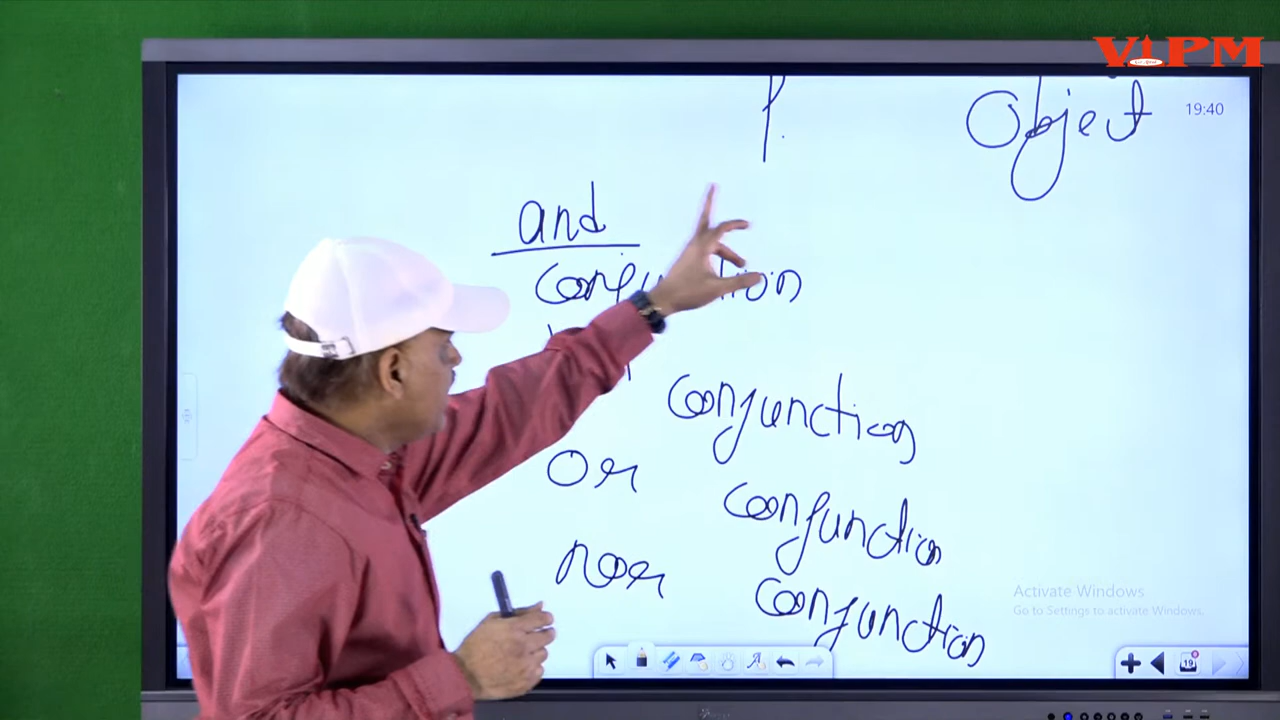 VIPM
P.
Object
19:40
and
conjunction
conjunction
or
conjunction
nor
conjunction
Activate Windows
Go to Settings to activate Windows.
19